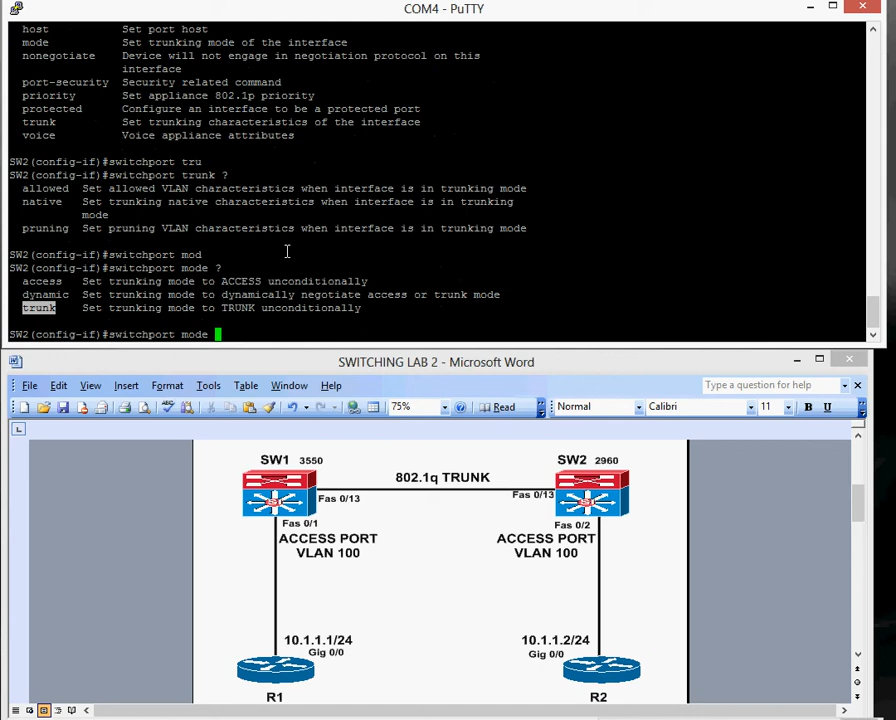 COM4 - PuTTY
host Set port host
mode Set trunking mode of the interface
nonegotiate Device will not engage in negotiation protocol on this
interface
port-security Security related command
priority Set appliance 802.1p priority
protected Configure an interface to be a protected port
trunk Set trunking characteristics of the interface
voice Voice appliance attributes
SW2(config-if)#switchport tru
SW2(config-if)#switchport trunk ?
allowed Set allowed VLAN characteristics when interface is in trunking mode
native Set trunking native characteristics when interface is in trunking
mode
pruning Set pruning VLAN characteristics when interface is in trunking mode
SW2(config-if)#switchport mod
SW2(config-if)#switchport mode ?
access Set trunking mode to ACCESS unconditionally
dynamic Set trunking mode to dynamically negotiate access or trunk mode
trunk Set trunking mode to TRUNK unconditionally
SW2(config-if)#switchport mode
SWITCHING LAB 2 - Microsoft Word
File Edit View Insert Format Tools Table Window Help Type a question for help
75% Read Normal Calibri 11 B U
SW1 3550 SW2 2960
802.1q TRUNK
Fas 0/13 Fas 0/13
Fas 0/1 Fas 0/2
ACCESS PORT ACCESS PORT
VLAN 100 VLAN 100
10.1.1.1/24 10.1.1.2/24
Gig 0/0 Gig 0/0
R1 R2